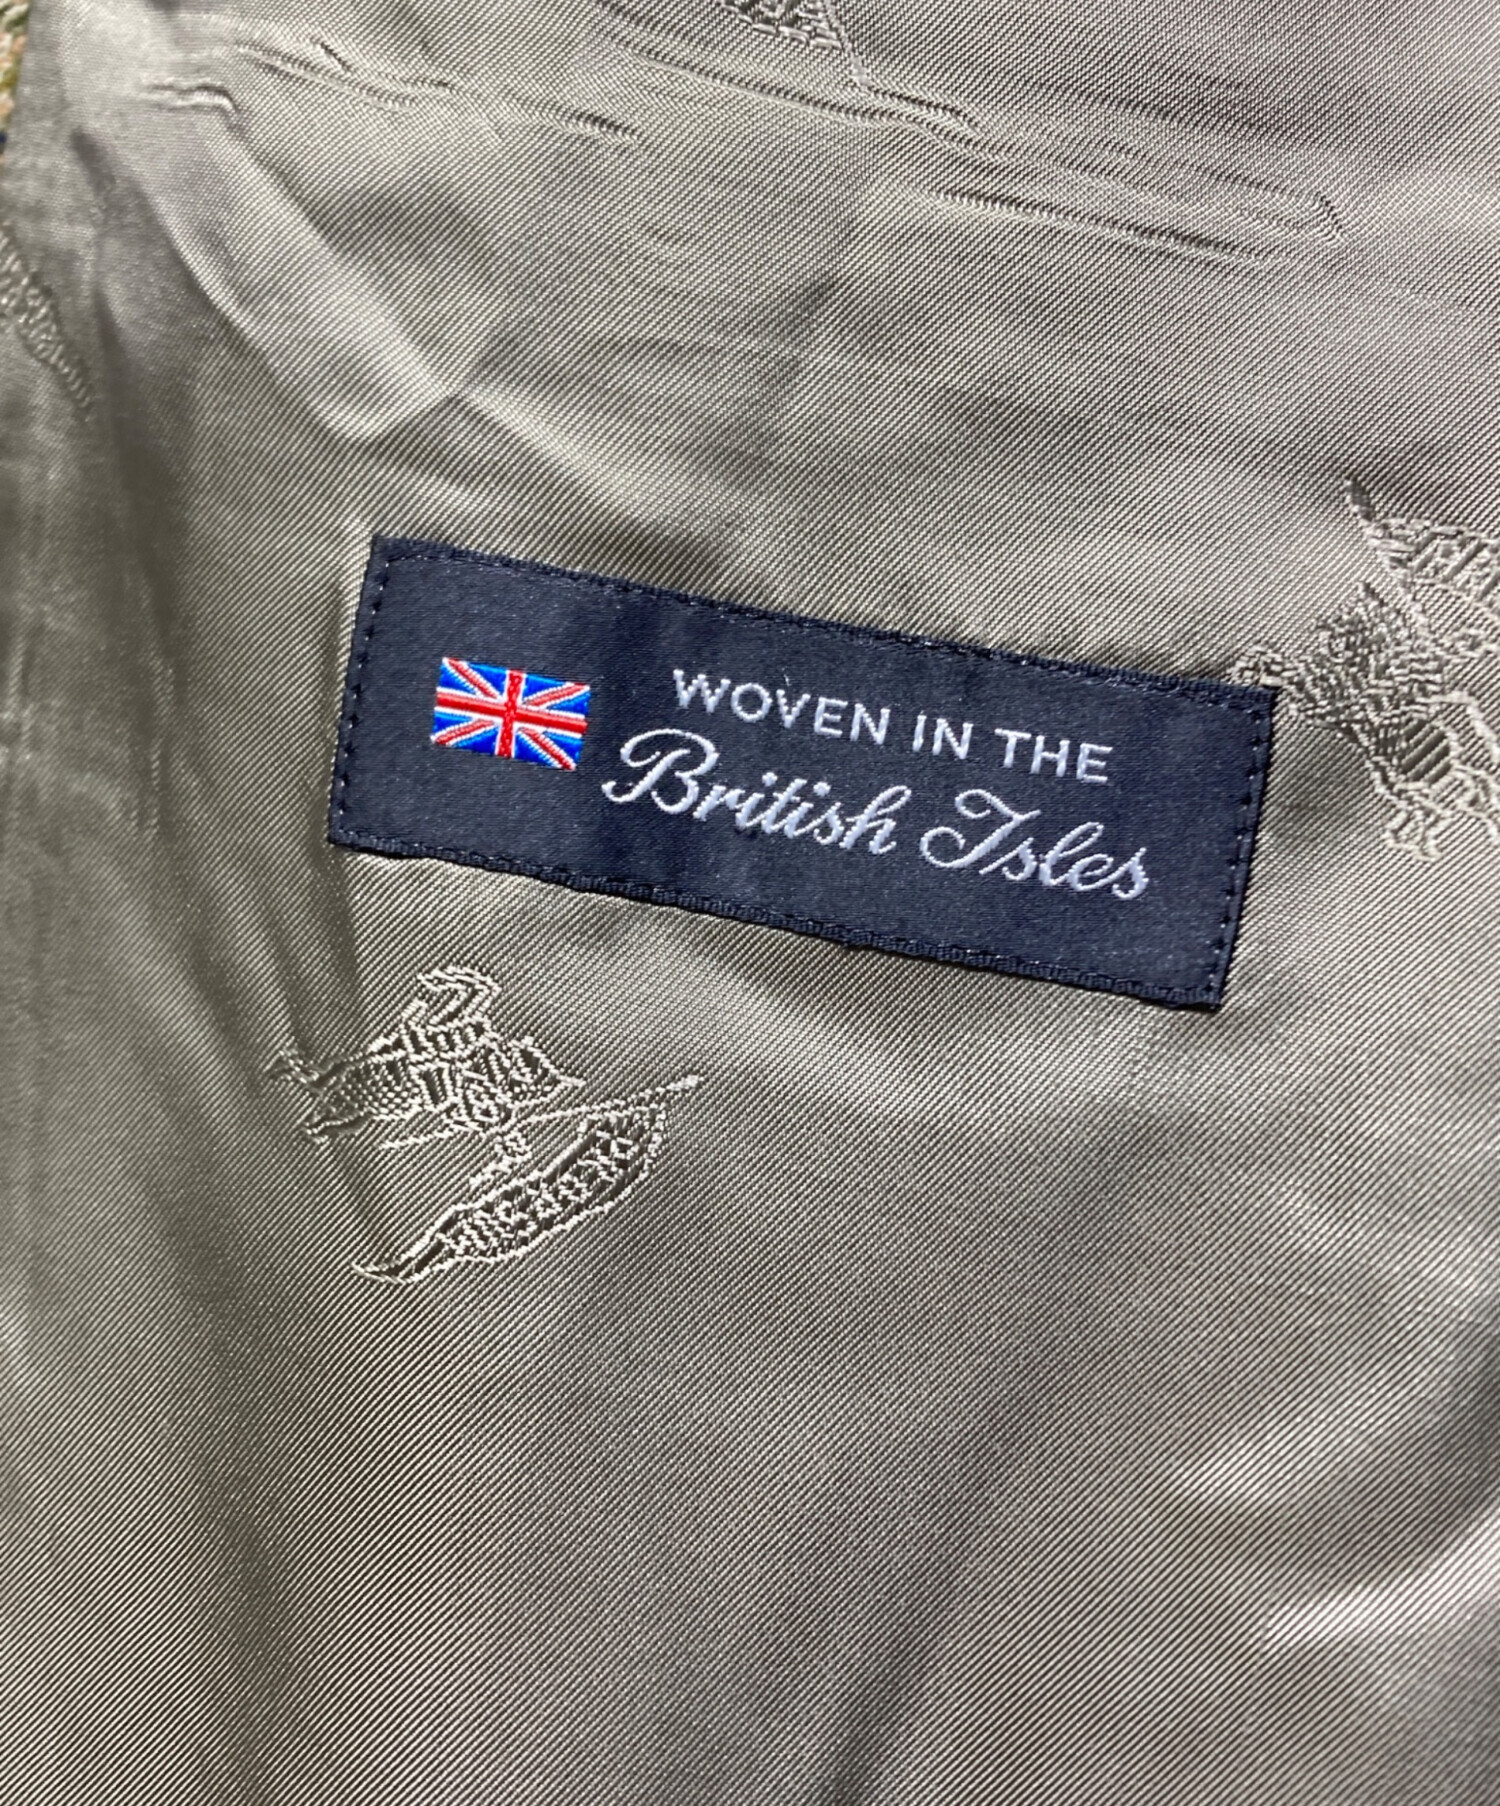 WOVEN IN THE
British Isles